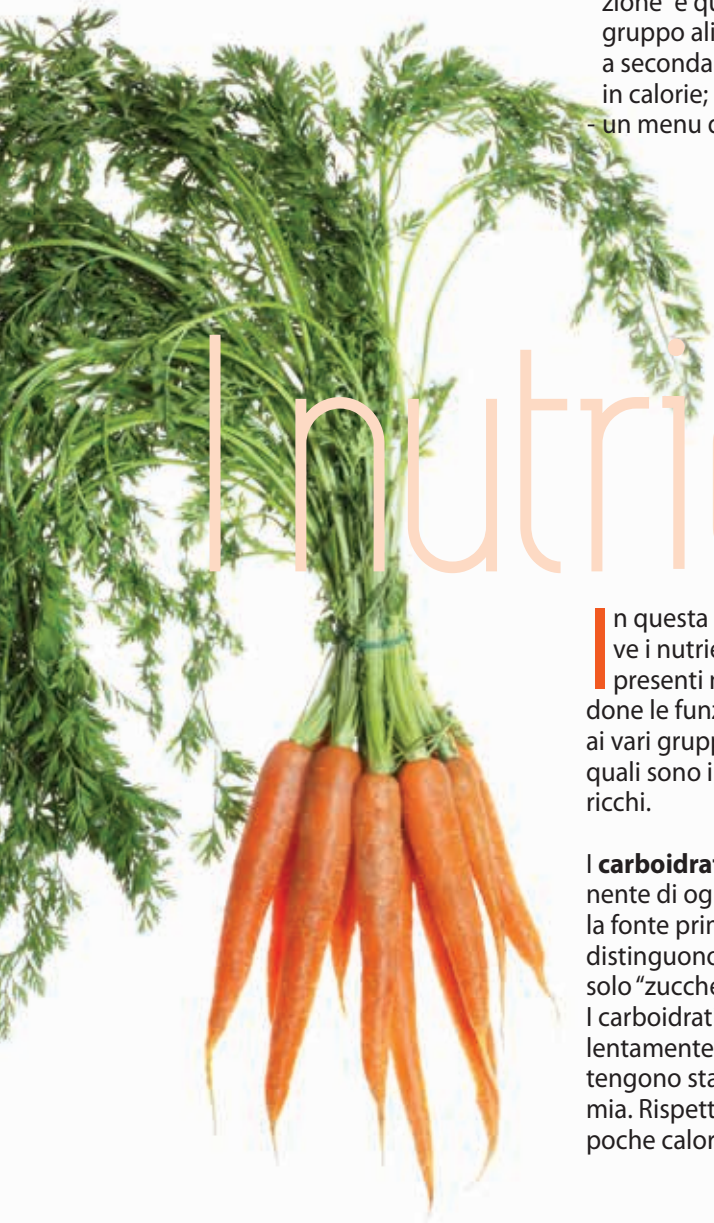 zione" e qu
gruppo ali
a seconda
in calorie;
- un menu c
I nutri
In questa
ve i nutrie
presenti n
done le funz
ai vari grupp
quali sono i
ricchi.
I carboidrat
nente di og
la fonte prin
distinguono
solo "zucche
I carboidrat
lentamente
tengono sta
mia. Rispett
poche calor